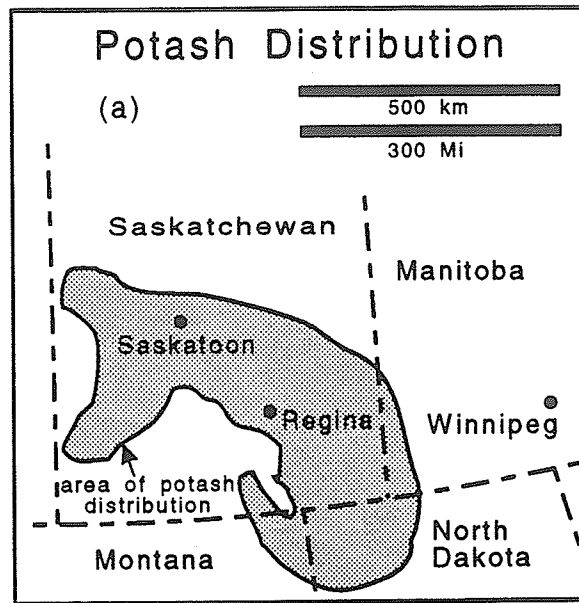 Potash Distribution
(a)
500 km
300 Mi
Saskatchewan
Manitoba
Saskatoon
Regina
Winnipeg
area of potash
distribution
Montana
North
Dakota